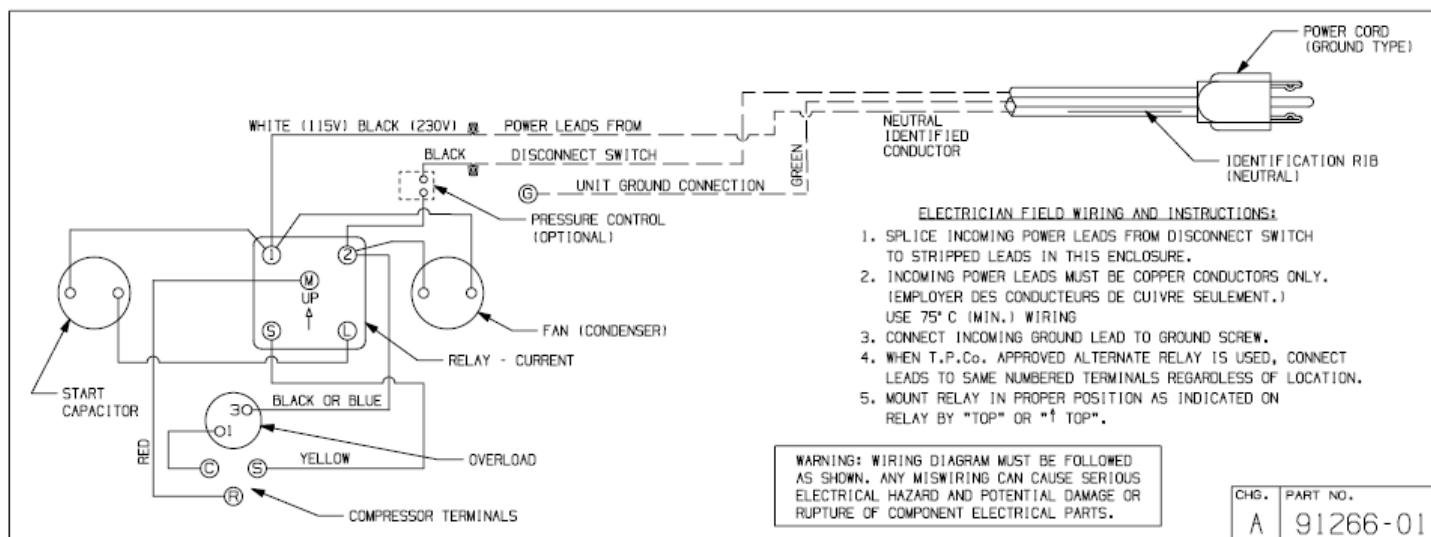 POWER CORD
(GROUND TYPE)
WHITE (115V) BLACK (230V) POWER LEADS FROM
NEUTRAL
IDENTIFIED
CONDUCTOR
BLACK DISCONNECT SWITCH
GREEN
IDENTIFICATION RIB
(NEUTRAL)
G UNIT GROUND CONNECTION
PRESSURE CONTROL
(OPTIONAL)
1 2
M
UP
S L
FAN (CONDENSER)
RELAY - CURRENT
START
CAPACITOR
BLACK OR BLUE
3
1
OVERLOAD
RED
YELLOW
C S
R
COMPRESSOR TERMINALS
ELECTRICIAN FIELD WIRING AND INSTRUCTIONS:
1. SPLICE INCOMING POWER LEADS FROM DISCONNECT SWITCH
TO STRIPPED LEADS IN THIS ENCLOSURE.
2. INCOMING POWER LEADS MUST BE COPPER CONDUCTORS ONLY.
(EMPLOYER DES CONDUCTEURS DE CUIVRE SEULEMENT.)
USE 75° C (MIN.) WIRING
3. CONNECT INCOMING GROUND LEAD TO GROUND SCREW.
4. WHEN T.P.Co. APPROVED ALTERNATE RELAY IS USED, CONNECT
LEADS TO SAME NUMBERED TERMINALS REGARDLESS OF LOCATION.
5. MOUNT RELAY IN PROPER POSITION AS INDICATED ON
RELAY BY "TOP" OR "↑ TOP".
WARNING: WIRING DIAGRAM MUST BE FOLLOWED
AS SHOWN. ANY MISWIRING CAN CAUSE SERIOUS
ELECTRICAL HAZARD AND POTENTIAL DAMAGE OR
RUPTURE OF COMPONENT ELECTRICAL PARTS.
CHG. PART NO.
A 91266-01